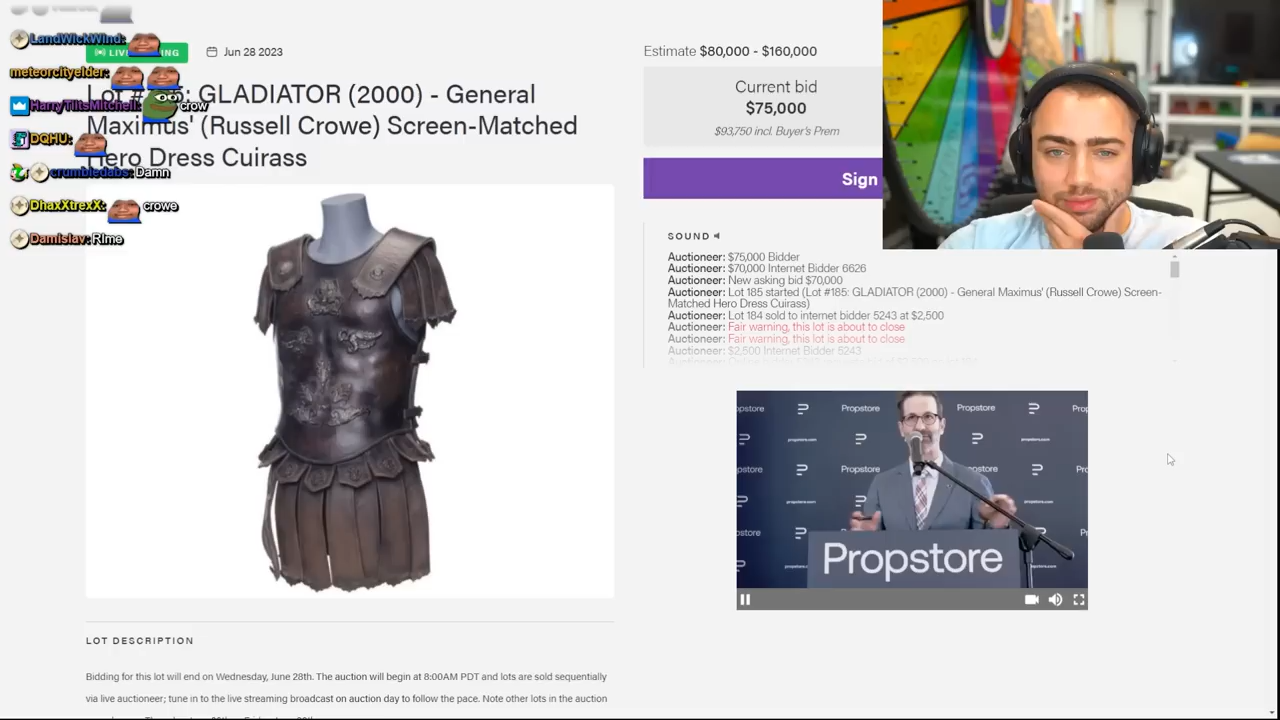 LandWickWind:
meteorcityelder:
HarryTiltsMitchell: crow
DQHU:
crumbledabs: Damn
DhaxXtrexX: crowe
Damislav: Rime
Jun 28 2023
GLADIATOR (2000) - General
Maximus' (Russell Crowe) Screen-Matched
Hero Dress Cuirass
Estimate $80,000 - $160,000
Current bid
$75,000
$93,750 incl. Buyer's Prem
Sign
SOUND
Auctioneer: $75,000 Bidder
Auctioneer: $70,000 Internet Bidder 6626
Auctioneer: New asking bid $70,000
Auctioneer: Lot 185 started (Lot #185: GLADIATOR (2000) - General Maximus' (Russell Crowe) Screen-
Matched Hero Dress Cuirass)
Auctioneer: Lot 184 sold to internet bidder 5243 at $2,500
Auctioneer: Fair warning, this lot is about to close
Auctioneer: Fair warning, this lot is about to close
Auctioneer: $2,500 Internet Bidder 5243
Propstore
Propstore
propstore.com
Propstore
Propstore
LOT DESCRIPTION
Bidding for this lot will end on Wednesday, June 28th. The auction will begin at 8:00AM PDT and lots are sold sequentially
via live auctioneer; tune in to the live streaming broadcast on auction day to follow the pace. Note other lots in the auction